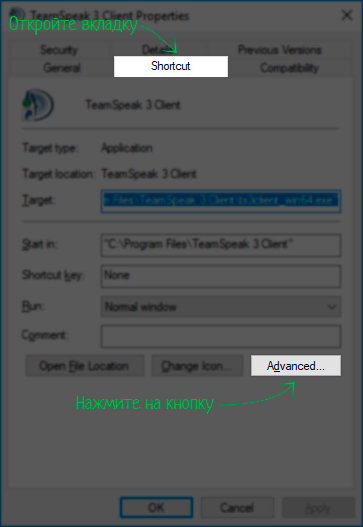 TeamSpeak 3 Client Properties
Откройте вкладку
Security Details Previous Versions
General Shortcut Compatibility
TeamSpeak 3 Client
Target type: Application
Target location: TeamSpeak 3 Client
Target: n Files\TeamSpeak 3 Client\ts3client_win64.exe"
Start in: "C:\Program Files\TeamSpeak 3 Client"
Shortcut key: None
Run: Normal window
Comment:
Open File Location Change Icon... Advanced...
Нажмите на кнопку
OK Cancel Apply